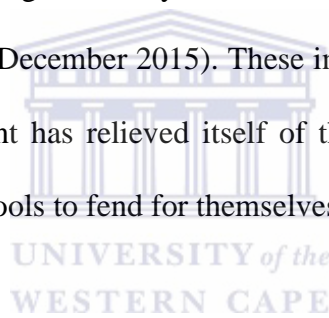 December 2015). These in
nt has relieved itself of th
ools to fend for themselves
UNIVERSITY of the
WESTERN CAPE